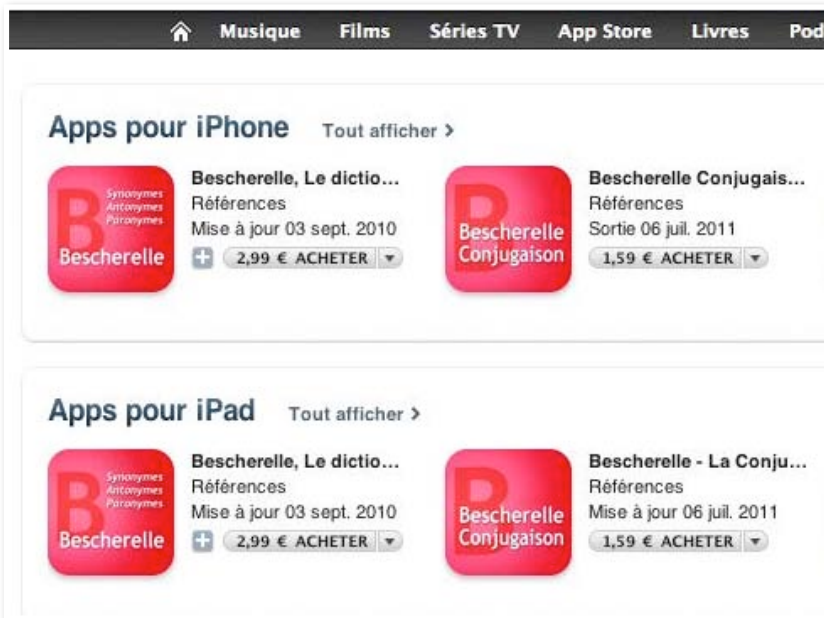 Musique Films Séries TV App Store Livres Pod
Apps pour iPhone Tout afficher >
Synonymes
Antonymes
Paronymes
Bescherelle
Bescherelle, Le dictio...
Références
Mise à jour 03 sept. 2010
2,99 € ACHETER
Bescherelle
Conjugaison
Bescherelle Conjugais...
Références
Sortie 06 juil. 2011
1,59 € ACHETER
Apps pour iPad Tout afficher >
Synonymes
Antonymes
Paronymes
Bescherelle
Bescherelle, Le dictio...
Références
Mise à jour 03 sept. 2010
2,99 € ACHETER
Bescherelle
Conjugaison
Bescherelle - La Conju...
Références
Mise à jour 06 juil. 2011
1,59 € ACHETER